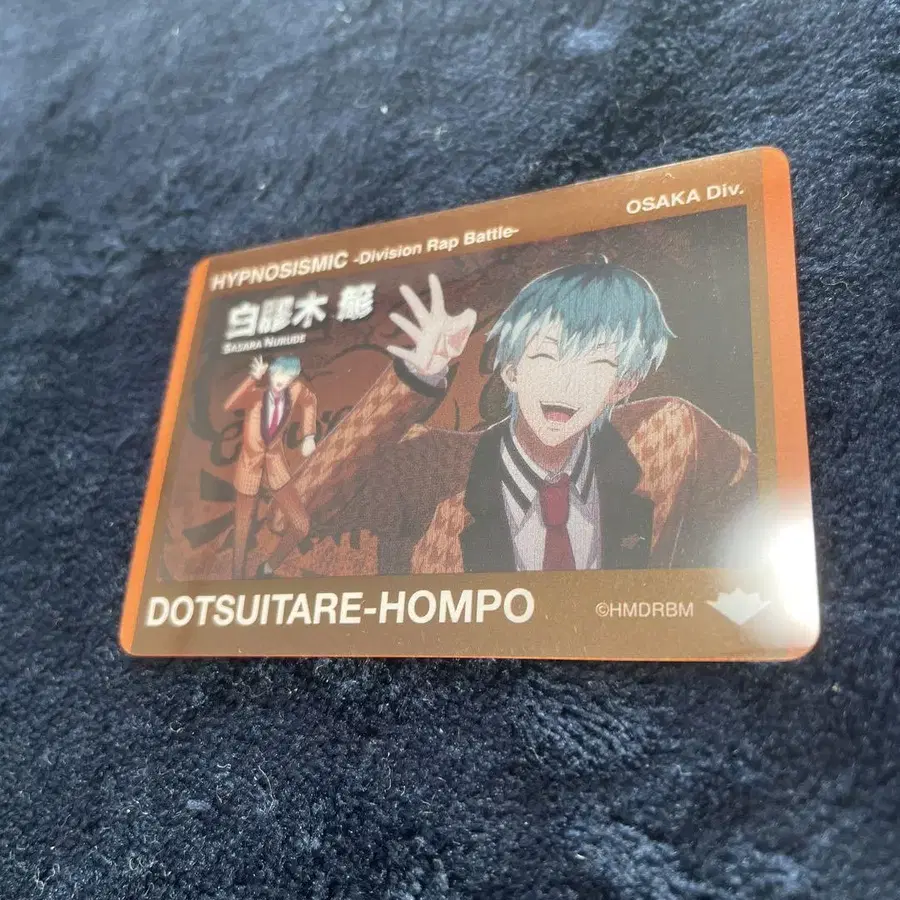 HYPNOSISMIC -Division Rap Battle-
OSAKA Div.
白膠木 簓
SASARA NURUDE
DOTSUITARE-HOMPO
©HMDRBM